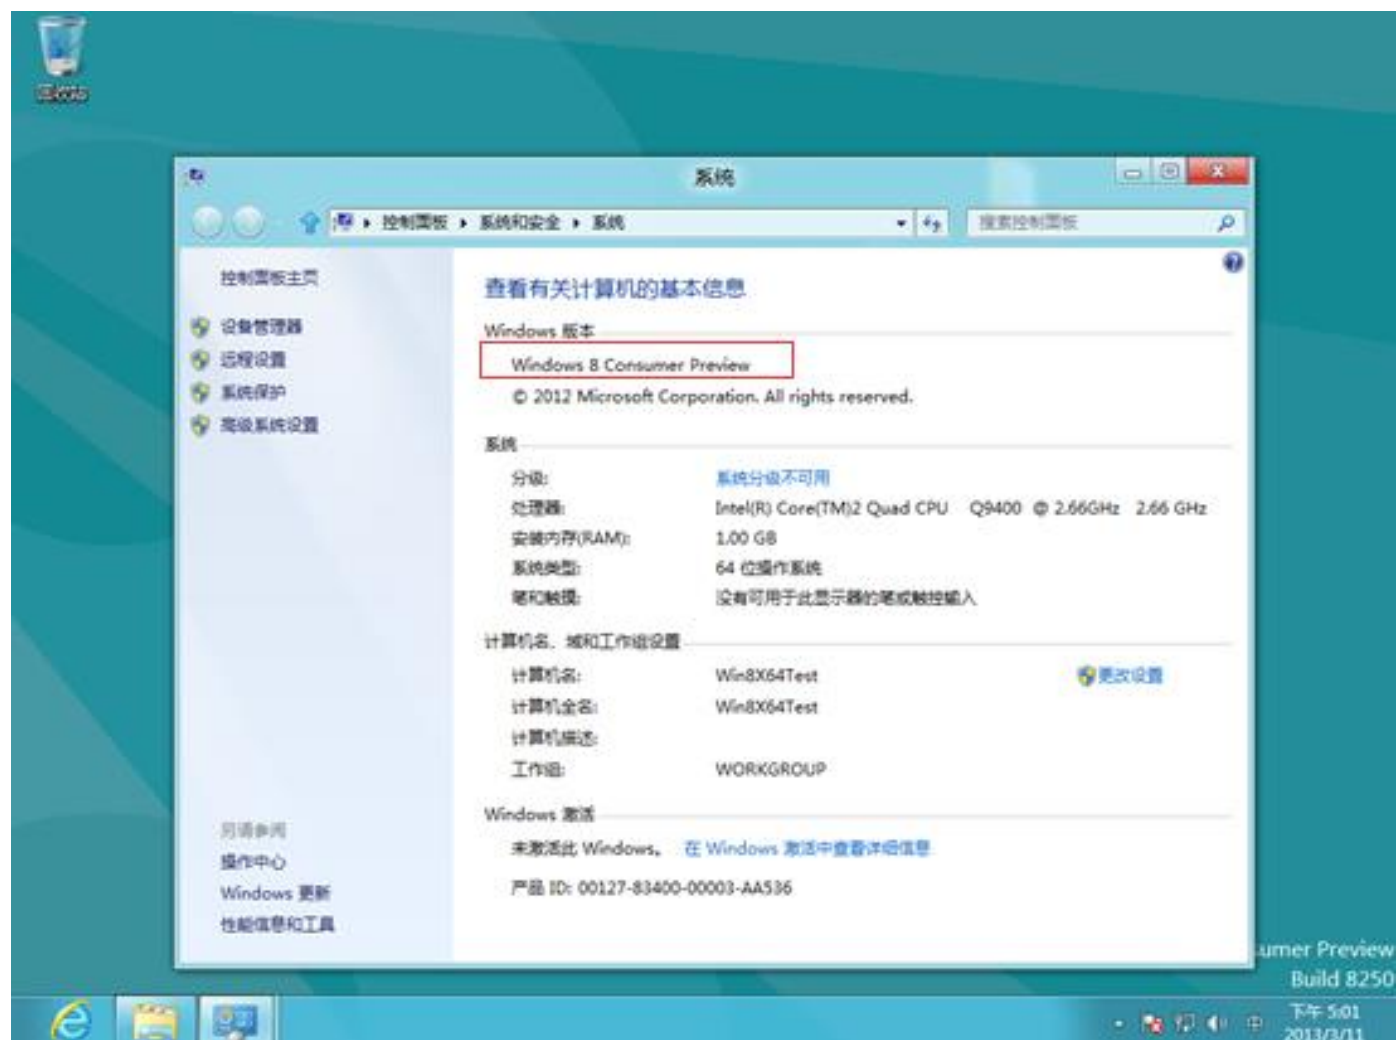 回收站
系统
控制面板 系统和安全 系统
搜索控制面板
控制面板主页
设备管理器
远程设置
系统保护
高级系统设置
查看有关计算机的基本信息
Windows 版本
Windows 8 Consumer Preview
© 2012 Microsoft Corporation. All rights reserved.
系统
分级: 系统分级不可用
处理器: Intel(R) Core(TM)2 Quad CPU Q9400 @ 2.66GHz 2.66 GHz
安装内存(RAM): 1.00 GB
系统类型: 64 位操作系统
笔和触摸: 没有可用于此显示器的笔或触控输入
计算机名、域和工作组设置
计算机名: Win8X64Test 更改设置
计算机全名: Win8X64Test
计算机描述:
工作组: WORKGROUP
Windows 激活
未激活此 Windows。 在 Windows 激活中查看详细信息
产品 ID: 00127-83400-00003-AA536
另请参阅
操作中心
Windows 更新
性能信息和工具
umer Preview
Build 8250
中
下午 5:01
2013/3/11